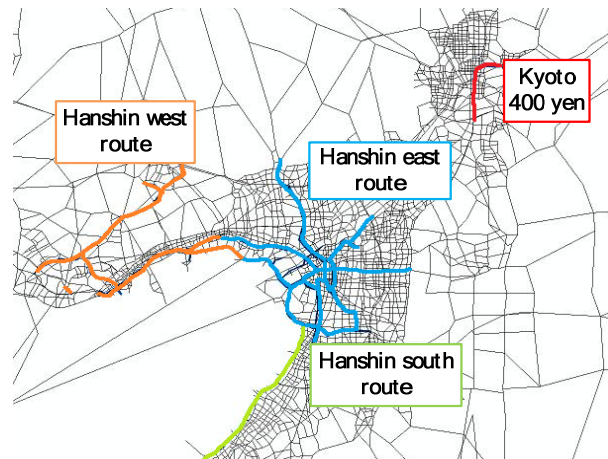 Kyoto
400 yen
Hanshin west
route
Hanshin east
route
Hanshin south
route